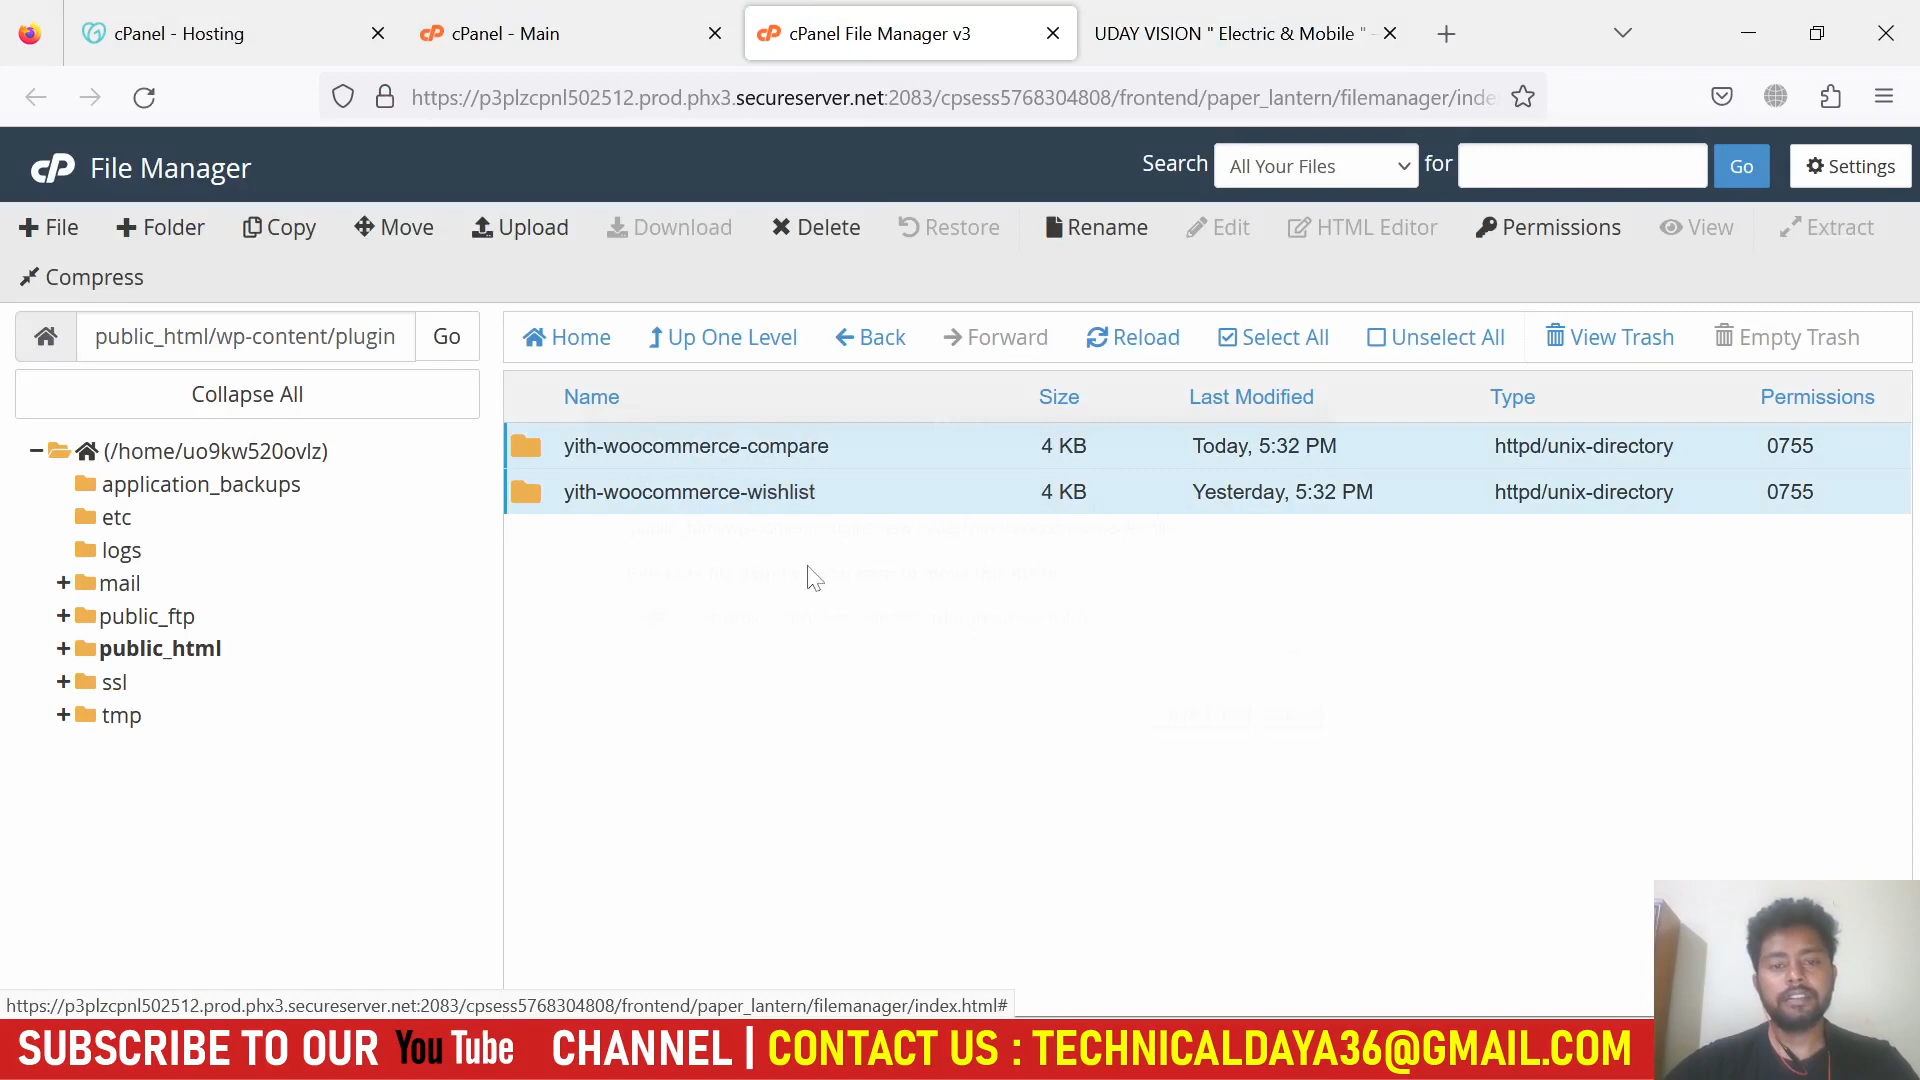 cPanel - Hosting
cPanel - Main
cPanel File Manager v3
UDAY VISION " Electric & Mobile " -
https://p3plzcpnl502512.prod.phx3.secureserver.net:2083/cpsess5768304808/frontend/paper_lantern/filemanager/inde
cP File Manager
Search All Your Files for Go Settings
File Folder Copy Move Upload Download Delete Restore Rename Edit HTML Editor Permissions View Extract
Compress
public_html/wp-content/plugin Go
Home Up One Level Back Forward Reload Select All Unselect All View Trash Empty Trash
Collapse All
Name Size Last Modified Type Permissions
yith-woocommerce-compare 4 KB Today, 5:32 PM httpd/unix-directory 0755
yith-woocommerce-wishlist 4 KB Yesterday, 5:32 PM httpd/unix-directory 0755
(/home/uo9kw520ovlz)
application_backups
etc
logs
mail
public_ftp
public_html
ssl
tmp
https://p3plzcpnl502512.prod.phx3.secureserver.net:2083/cpsess5768304808/frontend/paper_lantern/filemanager/index.html#
SUBSCRIBE TO OUR YouTube CHANNEL | CONTACT US : TECHNICALDAYA36@GMAIL.COM